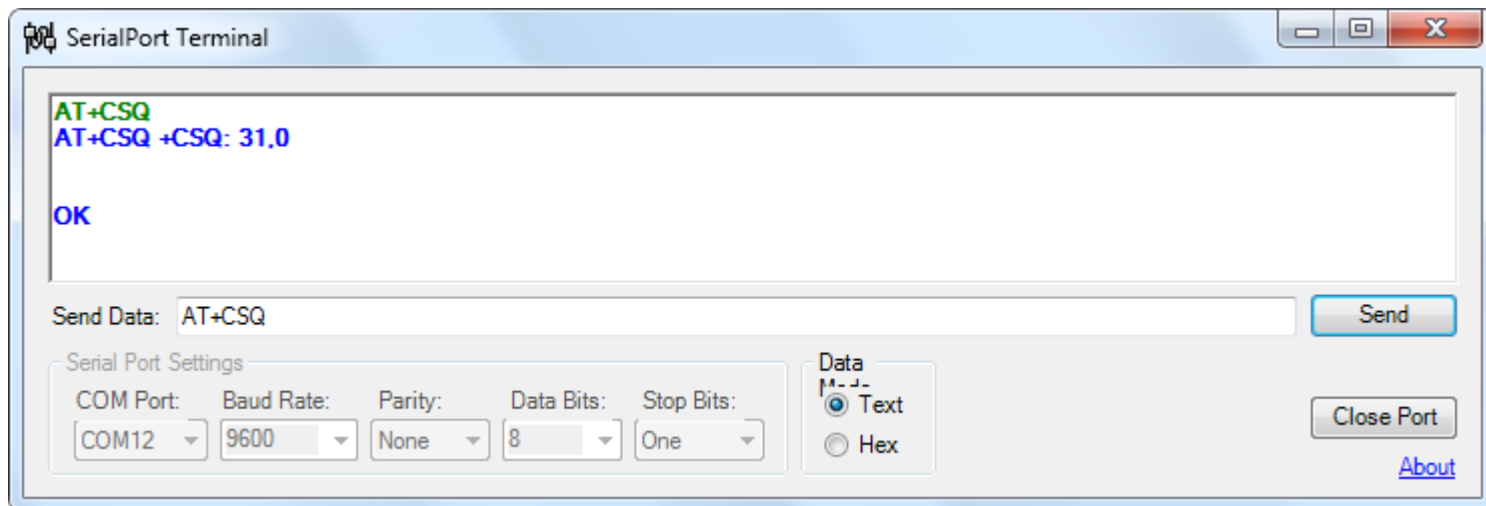 SerialPort Terminal
AT+CSQ
AT+CSQ +CSQ: 31,0
OK
Send Data: AT+CSQ Send
Serial Port Settings
COM Port: Baud Rate: Parity: Data Bits: Stop Bits:
COM12 9600 None 8 One
Data
Text
Hex
Close Port
About